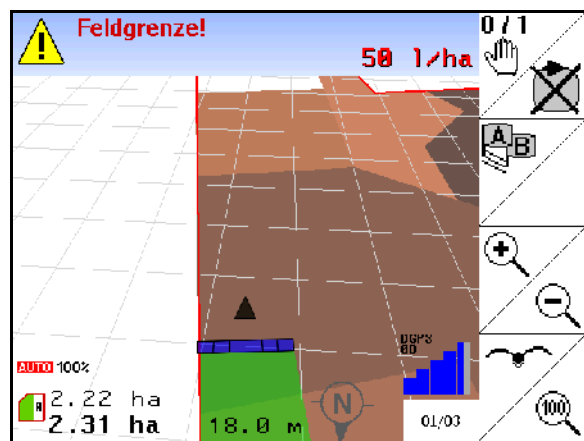 Feldgrenze!
50 l/ha
0/1
A
B
AUTO 100%
DGPS
GD
A 2.22 ha
2.31 ha
18.0 m
N
01/03
100